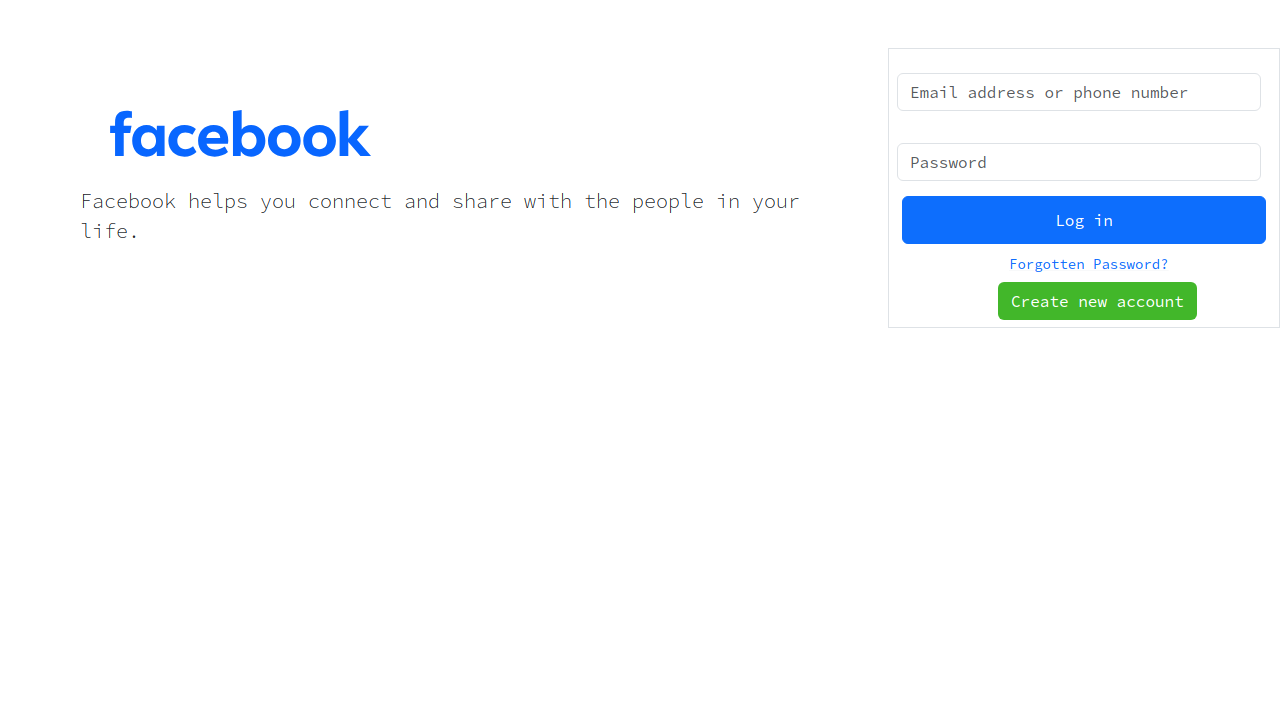 facebook
Facebook helps you connect and share with the people in your
life.
Email address or phone number
Password
Log in
Forgotten Password?
Create new account